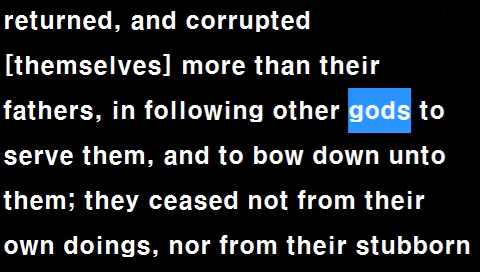 returned, and corrupted
[themselves] more than their
fathers, in following other gods to
serve them, and to bow down unto
them; they ceased not from their
own doings, nor from their stubborn